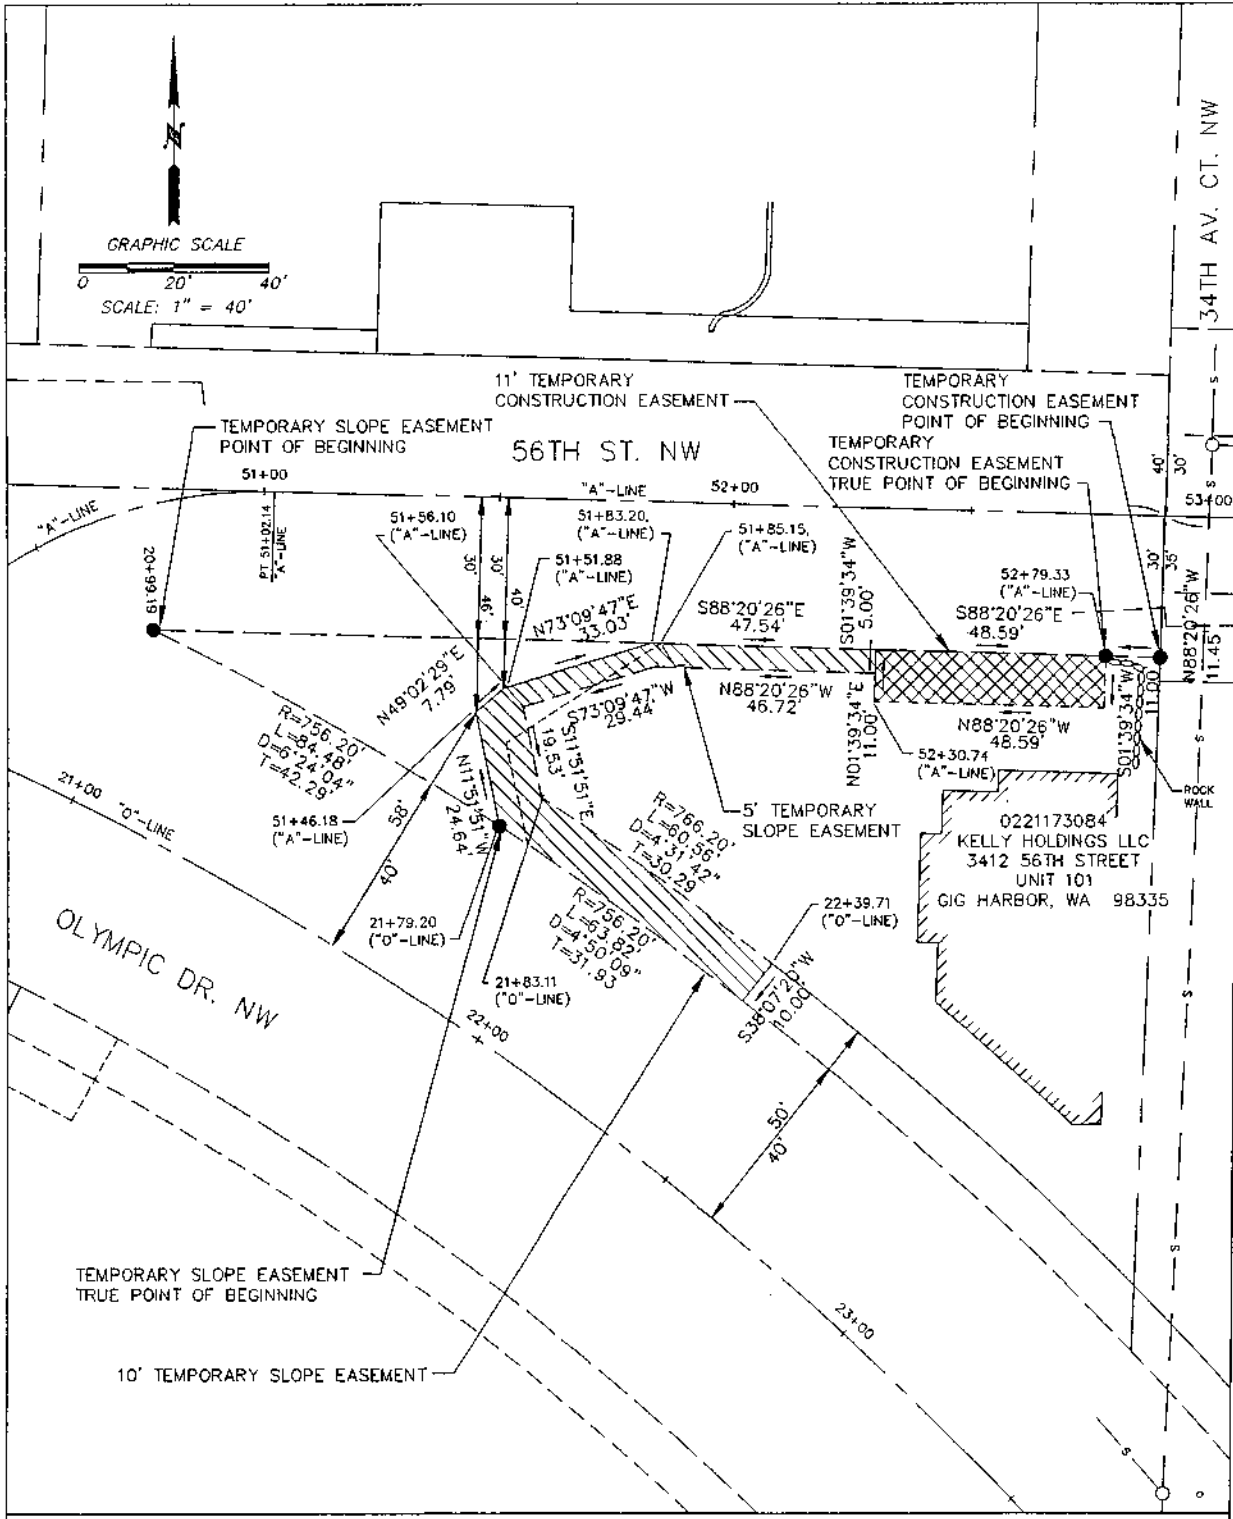 34TH AV. CT. NW
GRAPHIC SCALE
0 20' 40'
SCALE: 1" = 40'
11' TEMPORARY
CONSTRUCTION EASEMENT
TEMPORARY
CONSTRUCTION EASEMENT
POINT OF BEGINNING
TEMPORARY SLOPE EASEMENT
POINT OF BEGINNING
56TH ST. NW
TEMPORARY
CONSTRUCTION EASEMENT
TRUE POINT OF BEGINNING
40'
30'
S
S
51+00
"A"-LINE
52+00
53+00
"A"-LINE
PT 51+02.14
"A"-LINE
51+56.10
("A"-LINE)
51+83.20,
("A"-LINE)
51+85.15,
("A"-LINE)
51+51.88
("A"-LINE)
30'
30'
46'
40'
30'
35'
20+99.19
52+79.33
("A"-LINE)
N73°09'47"E
33.03'
S88°20'26"E
47.54'
S01°39'34"W
5.00'
S88°20'26"E
48.59'
N88°20'26"W
11.45'
N49°02'29"E
7.79'
S73°09'47"W
29.44'
N88°20'26"W
46.72'
N01°39'34"E
11.00'
N88°20'26"W
48.59'
S01°39'34"W
11.00'
R=756.20'
L=84.48'
D=6°24'04"
T=42.29'
S11°51'51"E
19.53'
52+30.74
("A"-LINE)
ROCK
WALL
S
21+00
"O"-LINE
51+46.18
("A"-LINE)
58'
40'
N11°51'51"W
24.64'
5' TEMPORARY
SLOPE EASEMENT
R=766.20'
L=60.56'
D=4°31'42"
T=30.29'
0221173084
KELLY HOLDINGS LLC
3412 56TH STREET
UNIT 101
GIG HARBOR, WA 98335
22+39.71
("O"-LINE)
R=756.20'
L=63.82'
D=4°50'09"
T=31.93
21+79.20
("O"-LINE)
OLYMPIC DR. NW
21+83.11
("O"-LINE)
S38°07'20"W
10.00'
S
22+00
50'
40'
S
TEMPORARY SLOPE EASEMENT
TRUE POINT OF BEGINNING
23+00
10' TEMPORARY SLOPE EASEMENT
S